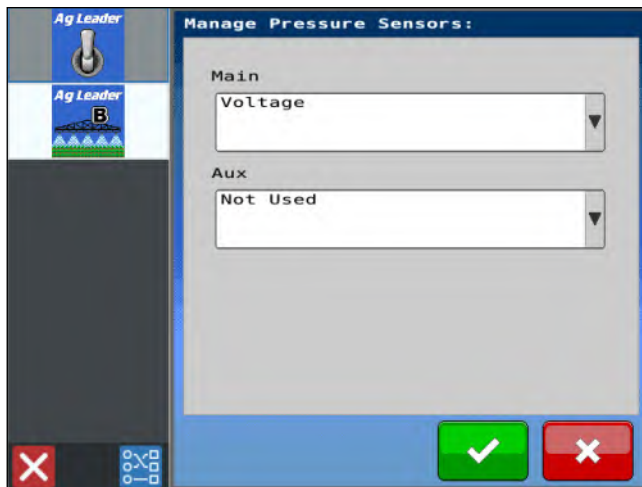 Ag Leader
Manage Pressure Sensors:
Main
Voltage
Ag Leader
B
Aux
Not Used